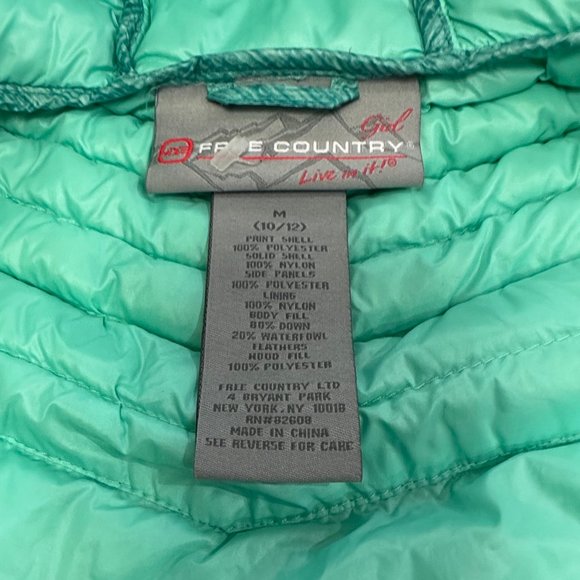 Girl
FREE COUNTRY®
Live in it!®
M
(10/12)
PRINT SHELL
100% POLYESTER
SOLID SHELL
100% NYLON
SIDE PANELS
100% POLYESTER
LINING
100% NYLON
BODY FILL
80% DOWN
20% WATERFOWL
FEATHERS
HOOD FILL
100% POLYESTER
FREE COUNTRY LTD
4 BRYANT PARK
NEW YORK, NY 10018
RN#82608
MADE IN CHINA
SEE REVERSE FOR CARE